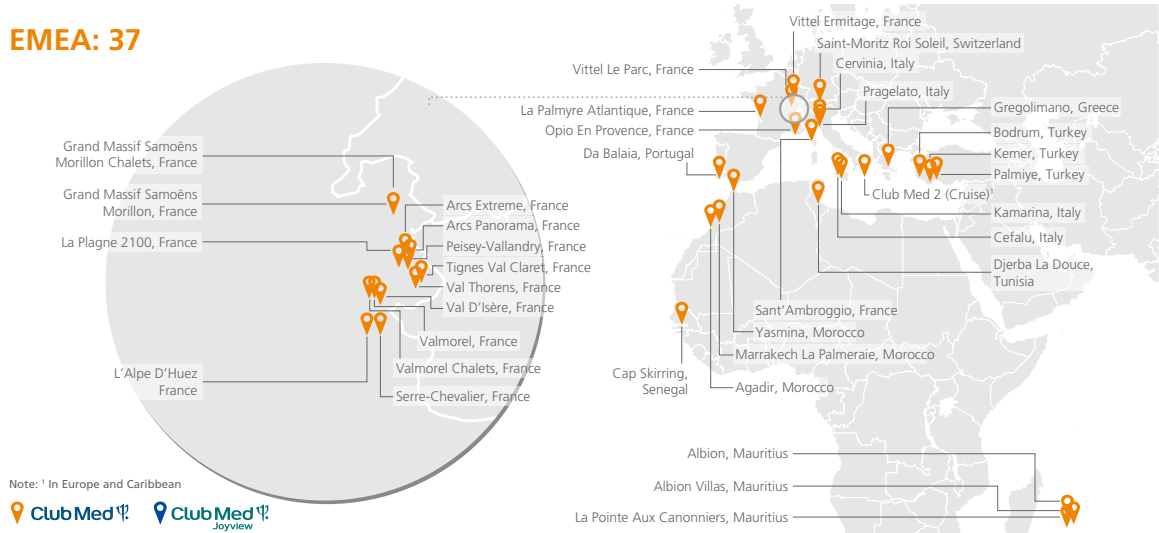 EMEA: 37
Grand Massif Samoëns
Morillon Chalets, France
Grand Massif Samoëns
Morillon, France
La Plagne 2100, France
L'Alpe D'Huez
France
Arcs Extreme, France
Arcs Panorama, France
Peisey-Vallandry, France
Tignes Val Claret, France
Val Thorens, France
Val D'Isère, France
Valmorel, France
Valmorel Chalets, France
Serre-Chevalier, France
Vittel Ermitage, France
Saint-Moritz Roi Soleil, Switzerland
Cervinia, Italy
Vittel Le Parc, France
Pragelato, Italy
La Palmyre Atlantique, France
Opio En Provence, France
Da Balaia, Portugal
Gregolimano, Greece
Bodrum, Turkey
Kemer, Turkey
Palmiye, Turkey
Club Med 2 (Cruise)¹
Kamarina, Italy
Cefalu, Italy
Djerba La Douce,
Tunisia
Sant'Ambroggio, France
Yasmina, Morocco
Marrakech La Palmeraie, Morocco
Cap Skirring,
Senegal
Agadir, Morocco
Albion, Mauritius
Albion Villas, Mauritius
La Pointe Aux Canonniers, Mauritius
Note: ¹ In Europe and Caribbean
Club Med
Club Med
Joyview